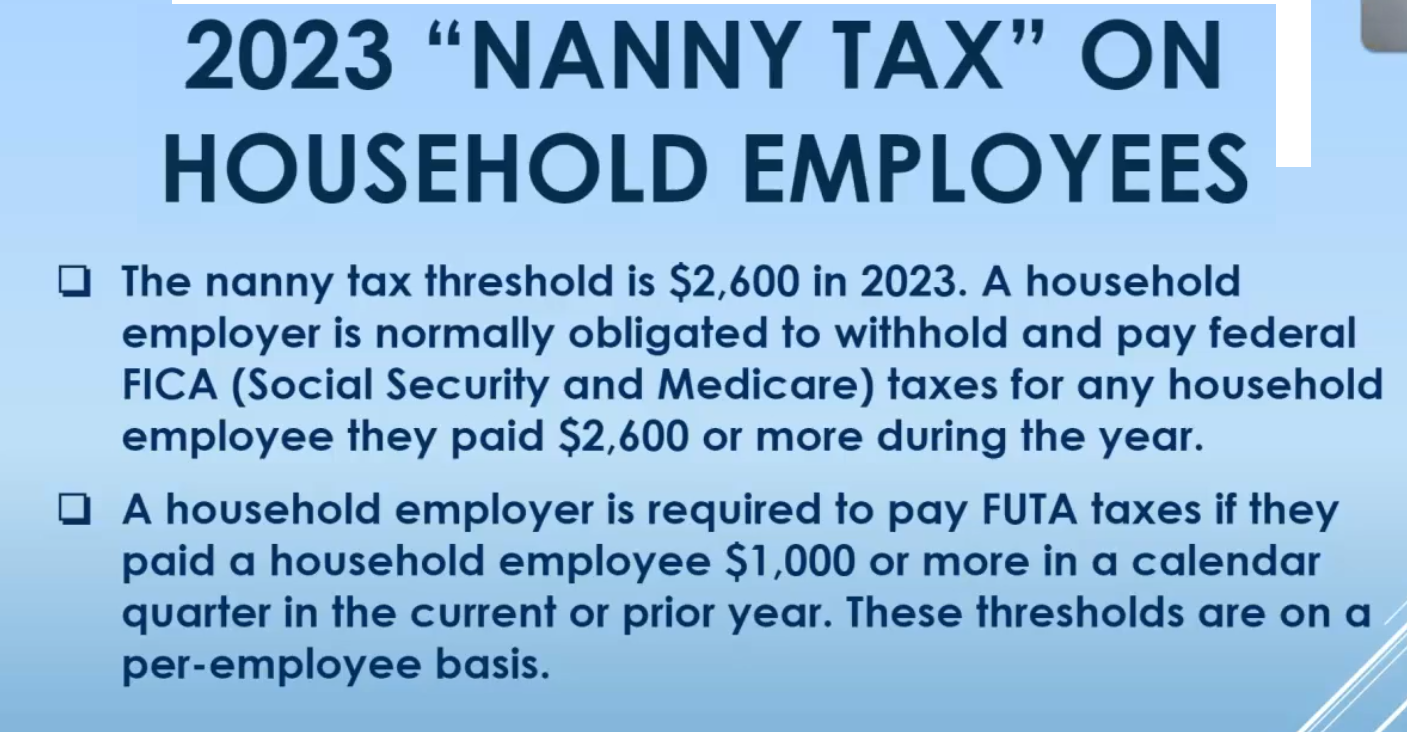 2023 “NANNY TAX” ON
HOUSEHOLD EMPLOYEES
❑ The nanny tax threshold is $2,600 in 2023. A household
employer is normally obligated to withhold and pay federal
FICA (Social Security and Medicare) taxes for any household
employee they paid $2,600 or more during the year.
❑ A household employer is required to pay FUTA taxes if they
paid a household employee $1,000 or more in a calendar
quarter in the current or prior year. These thresholds are on a
per-employee basis.